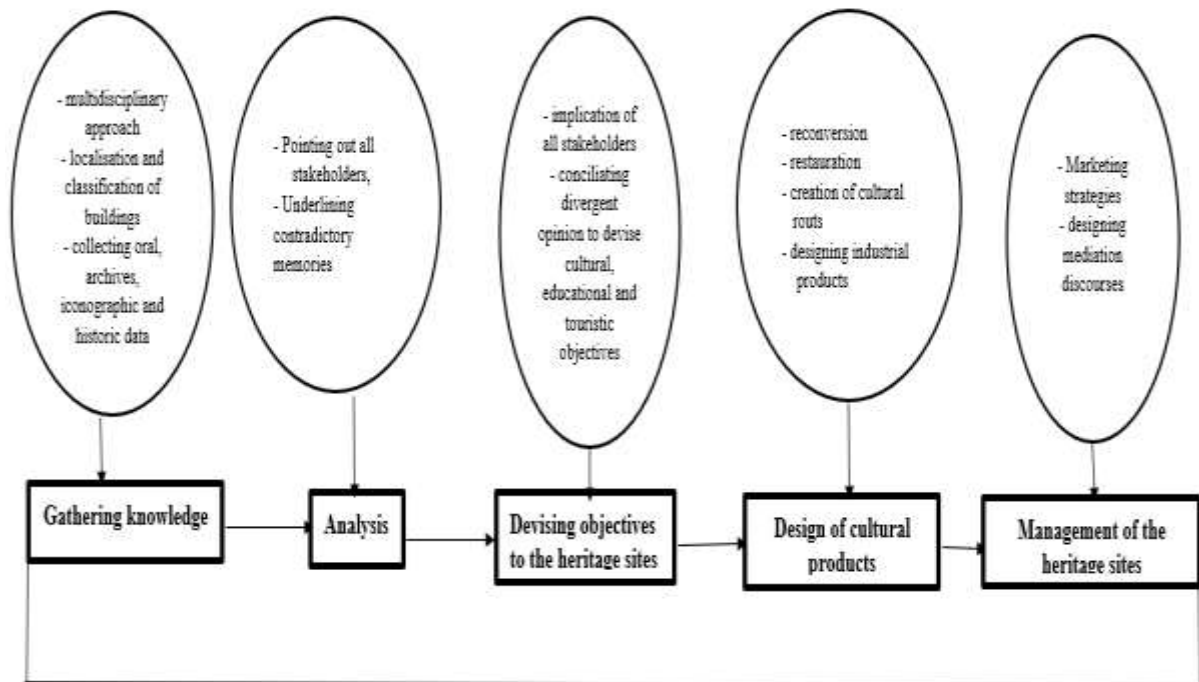 - multidisciplinary
approach
- localisation and
classification of
buildings
- collecting oral,
archives,
iconographic and
historic data
- Pointing out all
stakeholders,
- Underlining
contradictory
memories
- implication of
all stakeholders
- conciliating
divergent
opinion to devise
cultural,
educational and
touristic
objectives
- reconversion
- restauration
- creation of cultural
routs
- designing industrial
products
- Marketing
strategies
- designing
mediation
discourses
Gathering knowledge
Analysis
Devising objectives
to the heritage sites
Design of cultural
products
Management of the
heritage sites